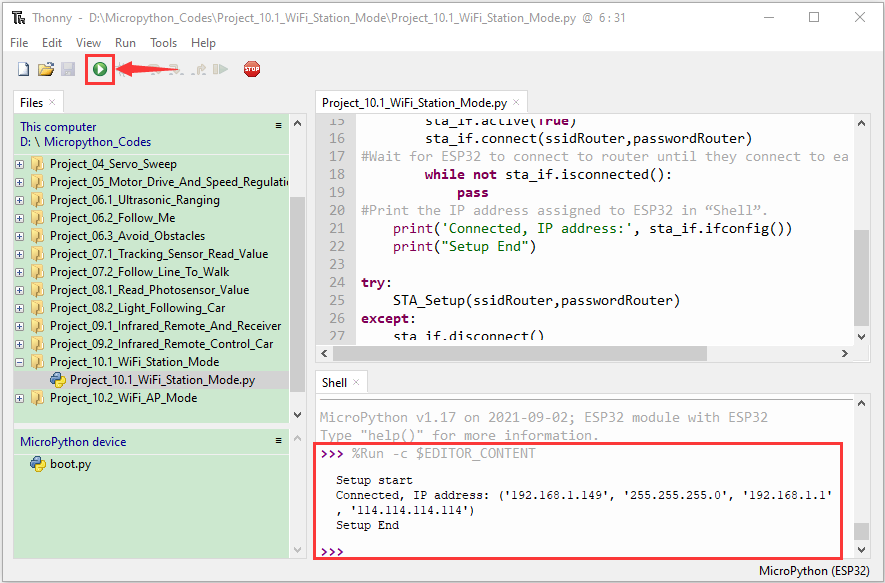 Thonny - D:\Micropython_Codes\Project_10.1_WiFi_Station_Mode\Project_10.1_WiFi_Station_Mode.py @ 6 : 31
File Edit View Run Tools Help
STOP
Files
This computer
D: \ Micropython_Codes
Project_04_Servo_Sweep
Project_05_Motor_Drive_And_Speed_Regulati
Project_06.1_Ultrasonic_Ranging
Project_06.2_Follow_Me
Project_06.3_Avoid_Obstacles
Project_07.1_Tracking_Sensor_Read_Value
Project_07.2_Follow_Line_To_Walk
Project_08.1_Read_Photosensor_Value
Project_08.2_Light_Following_Car
Project_09.1_Infrared_Remote_And_Receiver
Project_09.2_Infrared_Remote_Control_Car
Project_10.1_WiFi_Station_Mode
Project_10.1_WiFi_Station_Mode.py
Project_10.2_WiFi_AP_Mode
MicroPython device
boot.py
Project_10.1_WiFi_Station_Mode.py
15 sta_if.active(True)
16 sta_if.connect(ssidRouter,passwordRouter)
17 #Wait for ESP32 to connect to router until they connect to ea
18 while not sta_if.isconnected():
19 pass
20 #Print the IP address assigned to ESP32 in “Shell”.
21 print('Connected, IP address:', sta_if.ifconfig())
22 print("Setup End")
23
24 try:
25 STA_Setup(ssidRouter,passwordRouter)
26 except:
27 sta_if.disconnect()
Shell
MicroPython v1.17 on 2021-09-02; ESP32 module with ESP32
Type "help()" for more information.
>>> %Run -c $EDITOR_CONTENT
Setup start
Connected, IP address: ('192.168.1.149', '255.255.255.0', '192.168.1.1'
, '114.114.114.114')
Setup End
>>>
MicroPython (ESP32)